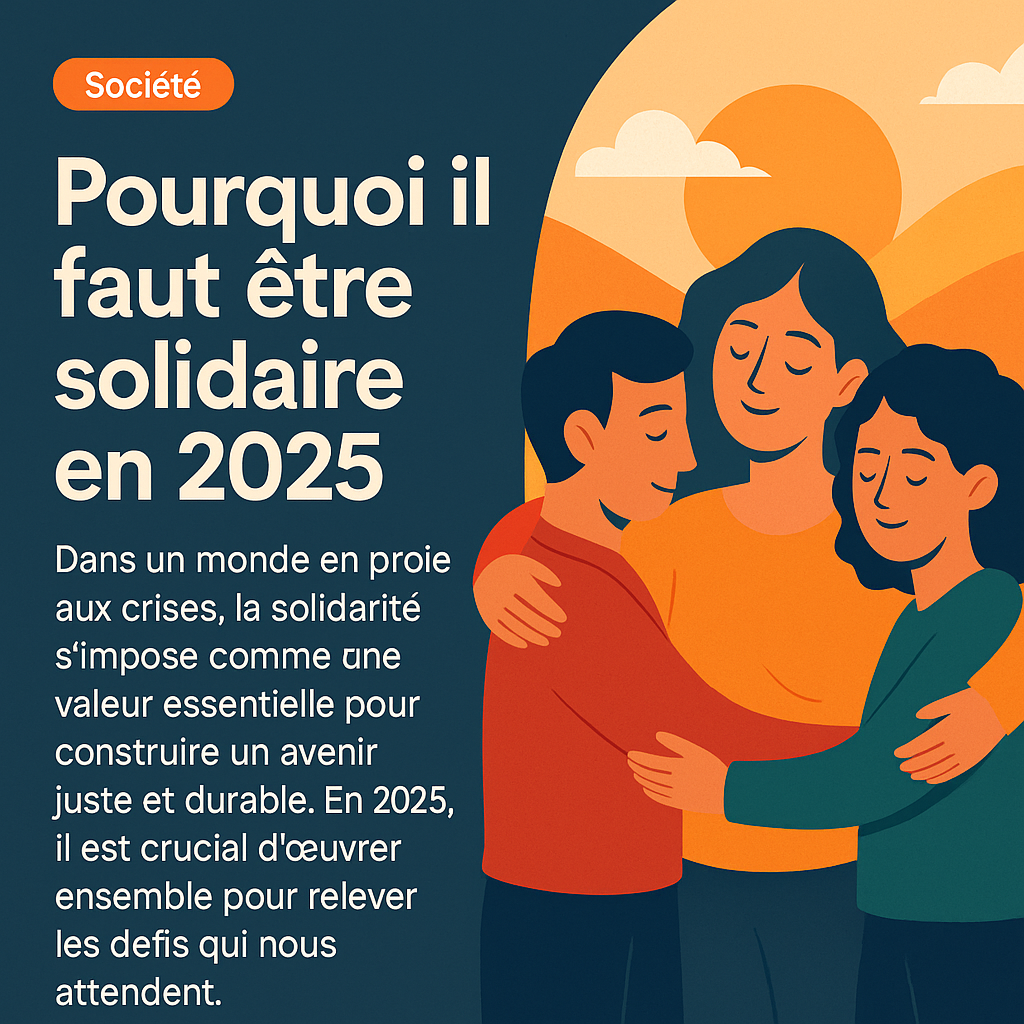 Société
Pourquoi il
faut être
solidaire
en 2025
Dans un monde en proie
aux crises, la solidarité
s‘impose comme une
valeur essentielle pour
construire un avenir
juste et durable. En 2025,
il est crucial d'œuvrer
ensemble pour relever
les defis qui nous
attendent.